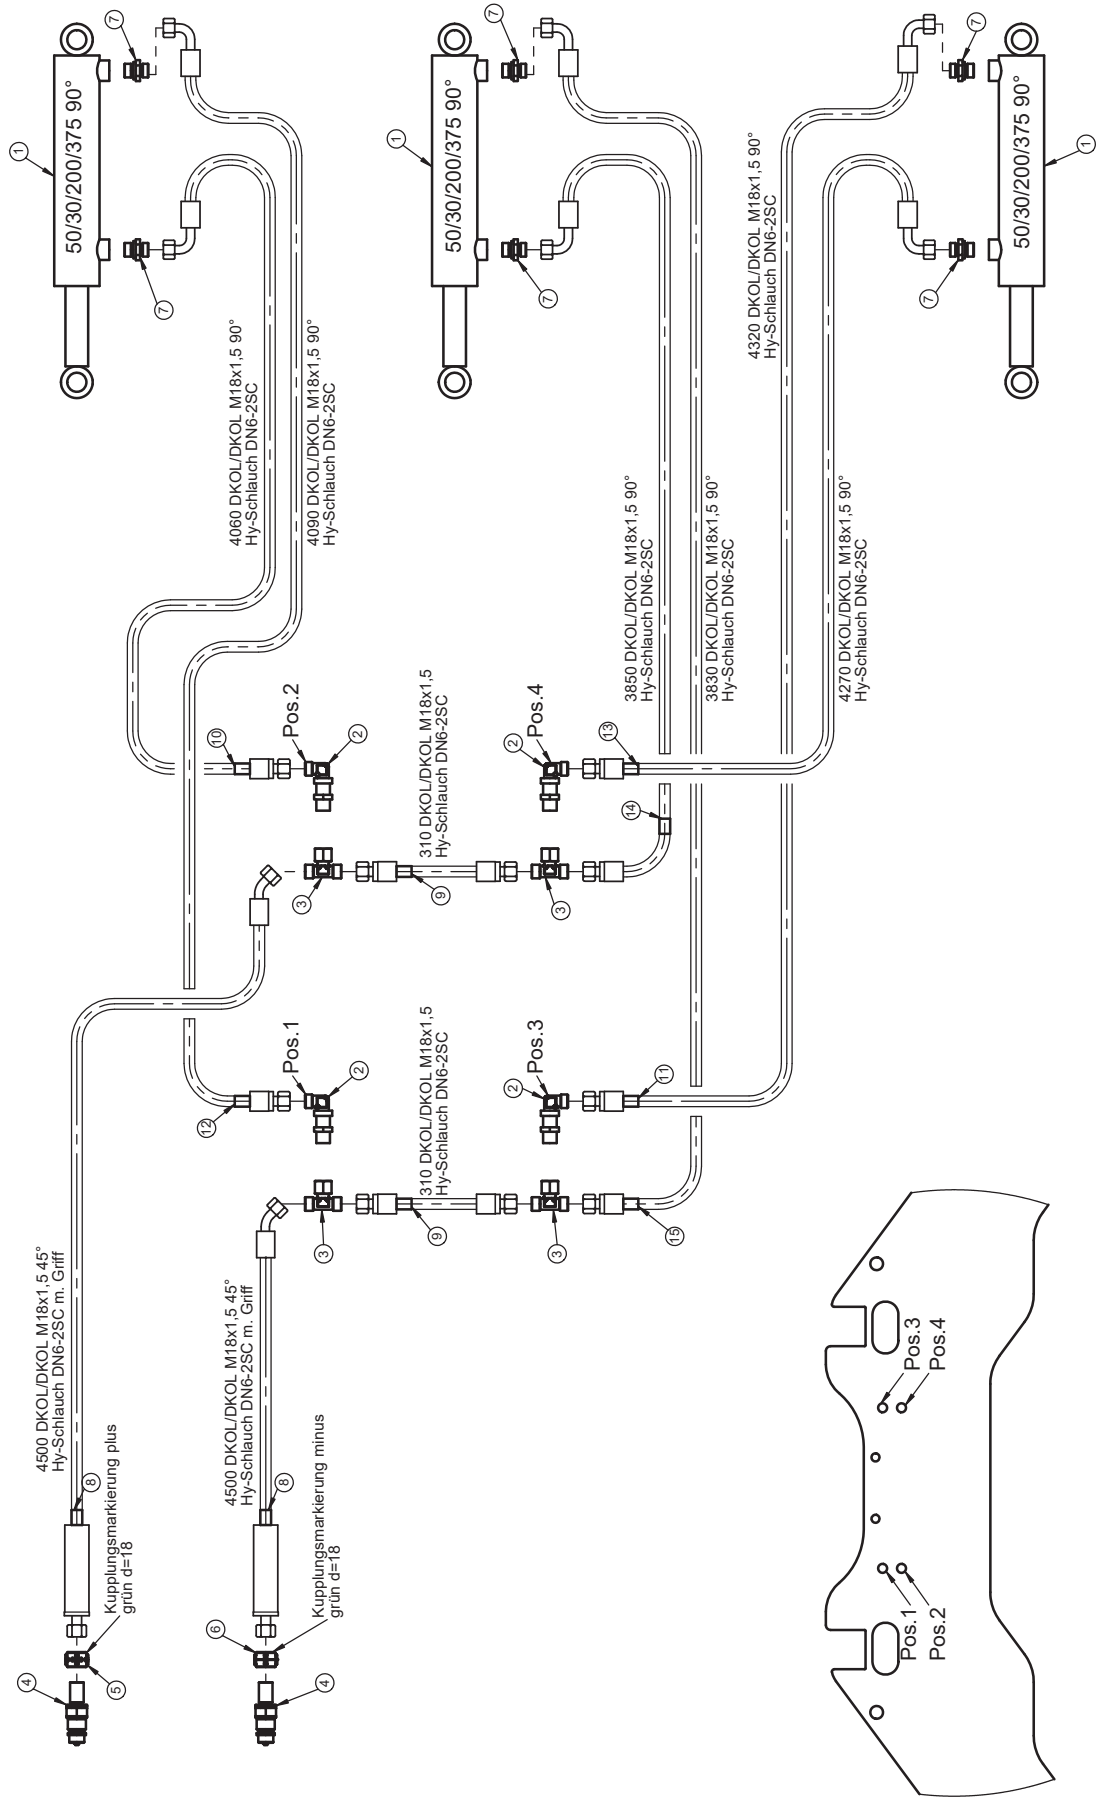 7
7
7
1
50/30/200/375 90°
1
50/30/200/375 90°
50/30/200/375 90°
1
7
7
7
4320 DKOL/DKOL M18x1,5 90°
Hy-Schlauch DN6-2SC
4060 DKOL/DKOL M18x1,5 90°
Hy-Schlauch DN6-2SC
4090 DKOL/DKOL M18x1,5 90°
Hy-Schlauch DN6-2SC
3850 DKOL/DKOL M18x1,5 90°
Hy-Schlauch DN6-2SC
3830 DKOL/DKOL M18x1,5 90°
Hy-Schlauch DN6-2SC
4270 DKOL/DKOL M18x1,5 90°
Hy-Schlauch DN6-2SC
10
Pos.2
2
310 DKOL/DKOL M18x1,5
Hy-Schlauch DN6-2SC
2
Pos.4
13
14
3
9
3
12
Pos.1
2
310 DKOL/DKOL M18x1,5
Hy-Schlauch DN6-2SC
2
Pos.3
11
3
9
3
15
4500 DKOL/DKOL M18x1,5 45°
Hy-Schlauch DN6-2SC m. Griff
4500 DKOL/DKOL M18x1,5 45°
Hy-Schlauch DN6-2SC m. Griff
8
Kupplungsmarkierung plus
grün d=18
8
Kupplungsmarkierung minus
grün d=18
4
5
6
4
Pos.3
Pos.4
Pos.1
Pos.2